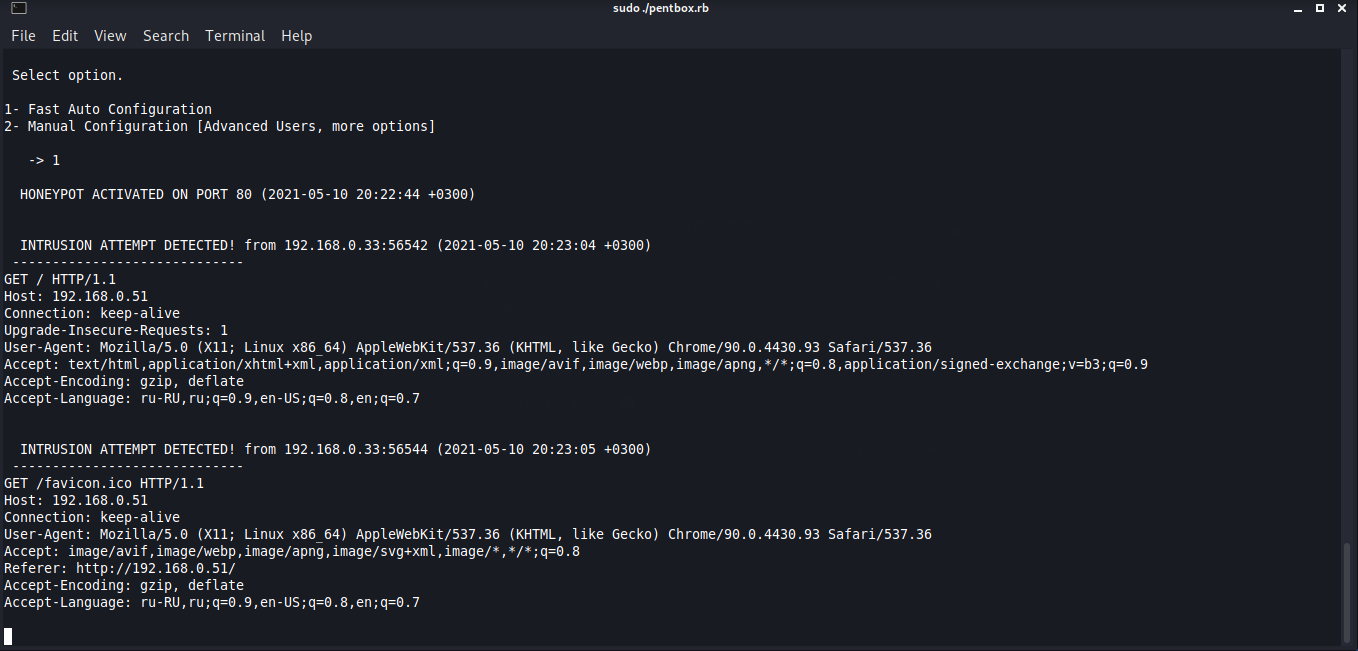 sudo ./pentbox.rb
File Edit View Search Terminal Help
Select option.
1- Fast Auto Configuration
2- Manual Configuration [Advanced Users, more options]
-> 1
HONEYPOT ACTIVATED ON PORT 80 (2021-05-10 20:22:44 +0300)
INTRUSION ATTEMPT DETECTED! from 192.168.0.33:56542 (2021-05-10 20:23:04 +0300)
-----------------------------
GET / HTTP/1.1
Host: 192.168.0.51
Connection: keep-alive
Upgrade-Insecure-Requests: 1
User-Agent: Mozilla/5.0 (X11; Linux x86_64) AppleWebKit/537.36 (KHTML, like Gecko) Chrome/90.0.4430.93 Safari/537.36
Accept: text/html,application/xhtml+xml,application/xml;q=0.9,image/avif,image/webp,image/apng,*/*;q=0.8,application/signed-exchange;v=b3;q=0.9
Accept-Encoding: gzip, deflate
Accept-Language: ru-RU,ru;q=0.9,en-US;q=0.8,en;q=0.7
INTRUSION ATTEMPT DETECTED! from 192.168.0.33:56544 (2021-05-10 20:23:05 +0300)
-----------------------------
GET /favicon.ico HTTP/1.1
Host: 192.168.0.51
Connection: keep-alive
User-Agent: Mozilla/5.0 (X11; Linux x86_64) AppleWebKit/537.36 (KHTML, like Gecko) Chrome/90.0.4430.93 Safari/537.36
Accept: image/avif,image/webp,image/apng,image/svg+xml,image/*,*/*;q=0.8
Referer: http://192.168.0.51/
Accept-Encoding: gzip, deflate
Accept-Language: ru-RU,ru;q=0.9,en-US;q=0.8,en;q=0.7